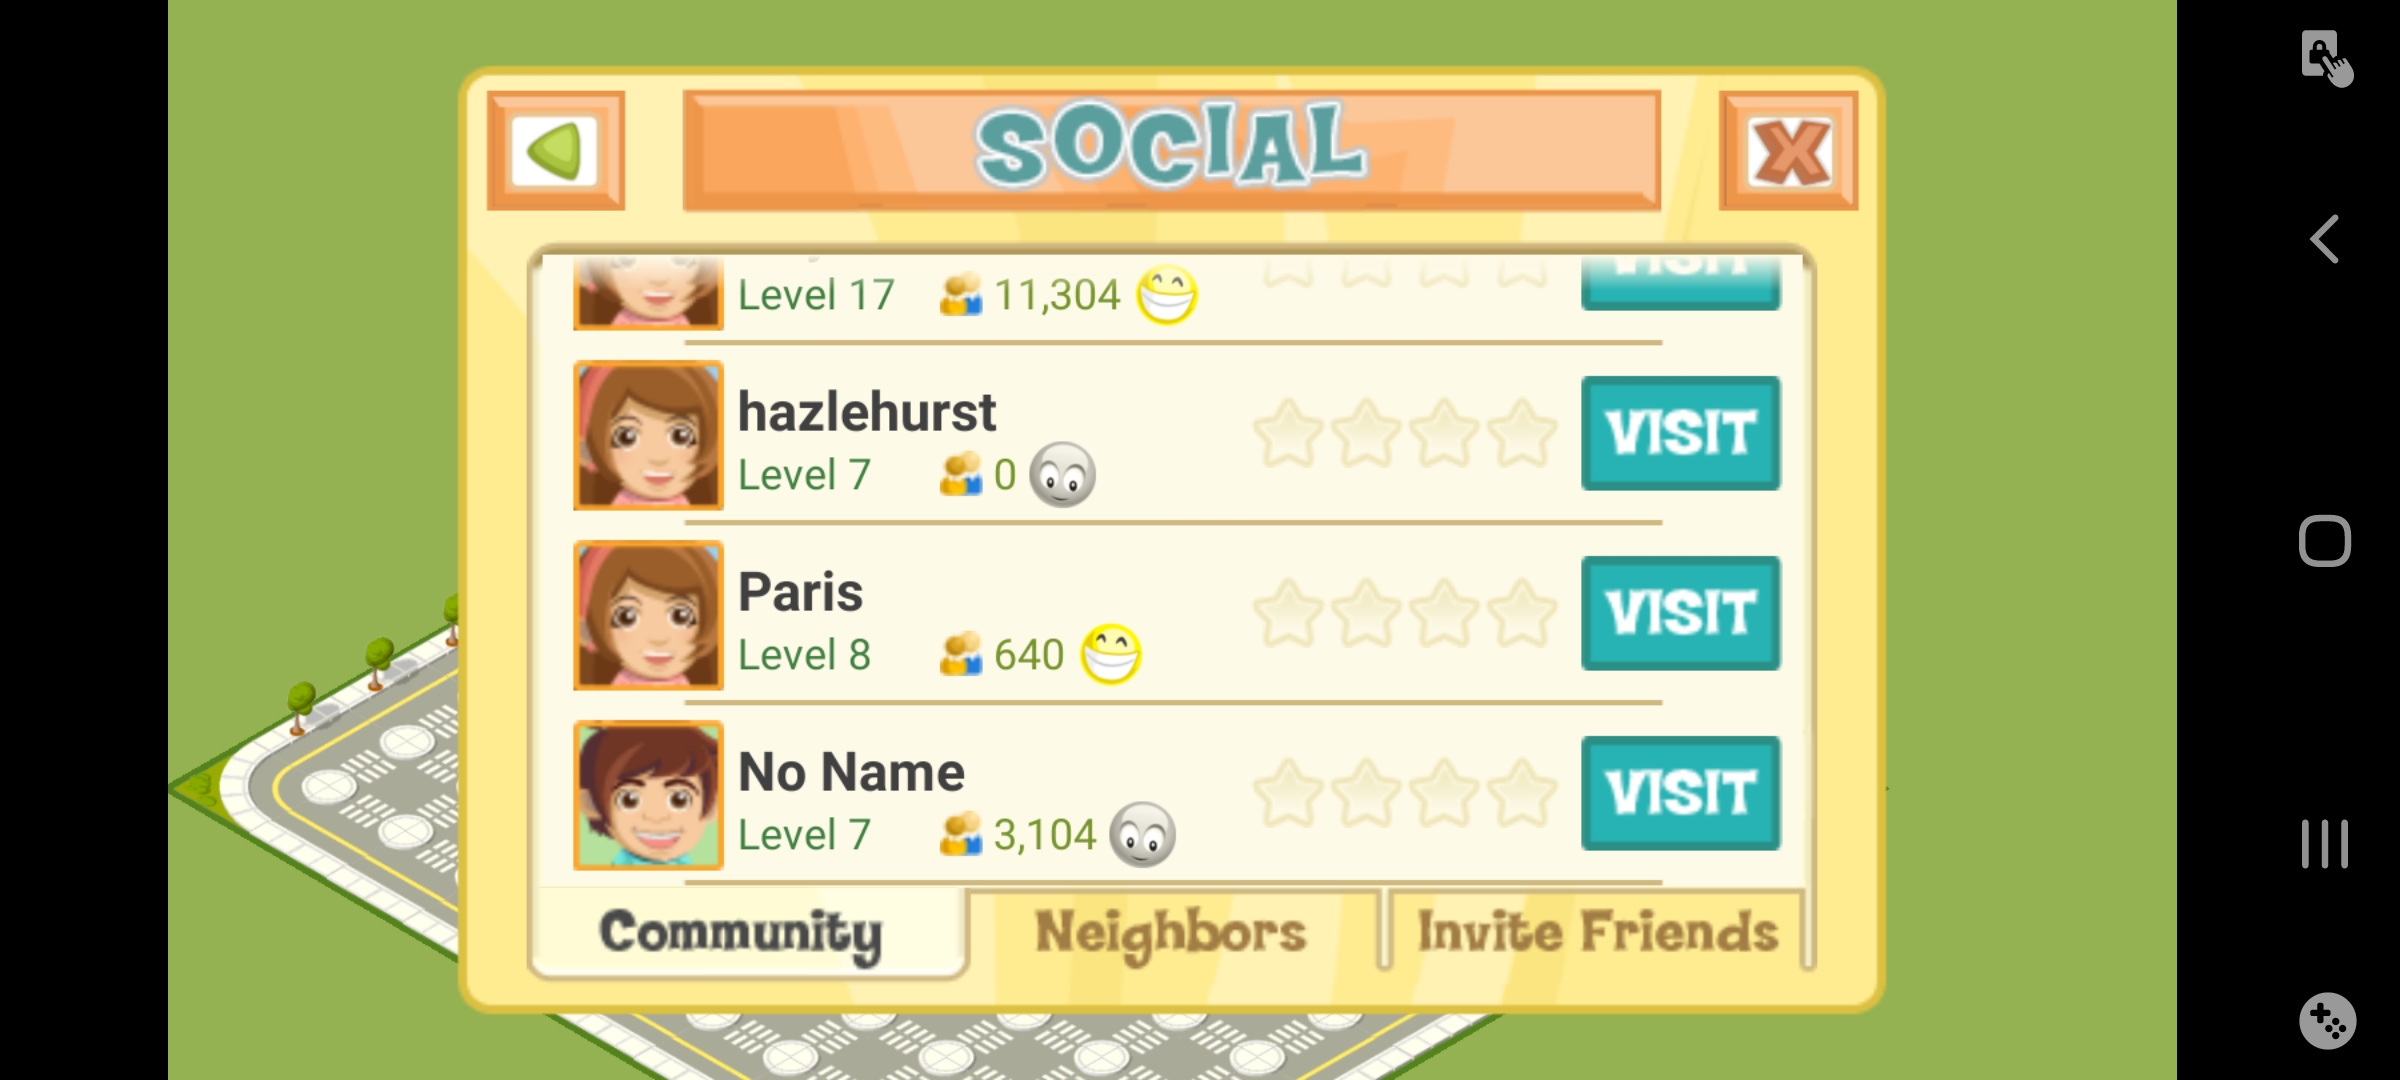 SOCIAL
Level 17 11,304
VISIT
hazlehurst
Level 7 0
VISIT
Paris
Level 8 640
VISIT
No Name
Level 7 3,104
VISIT
Community Neighbors Invite Friends